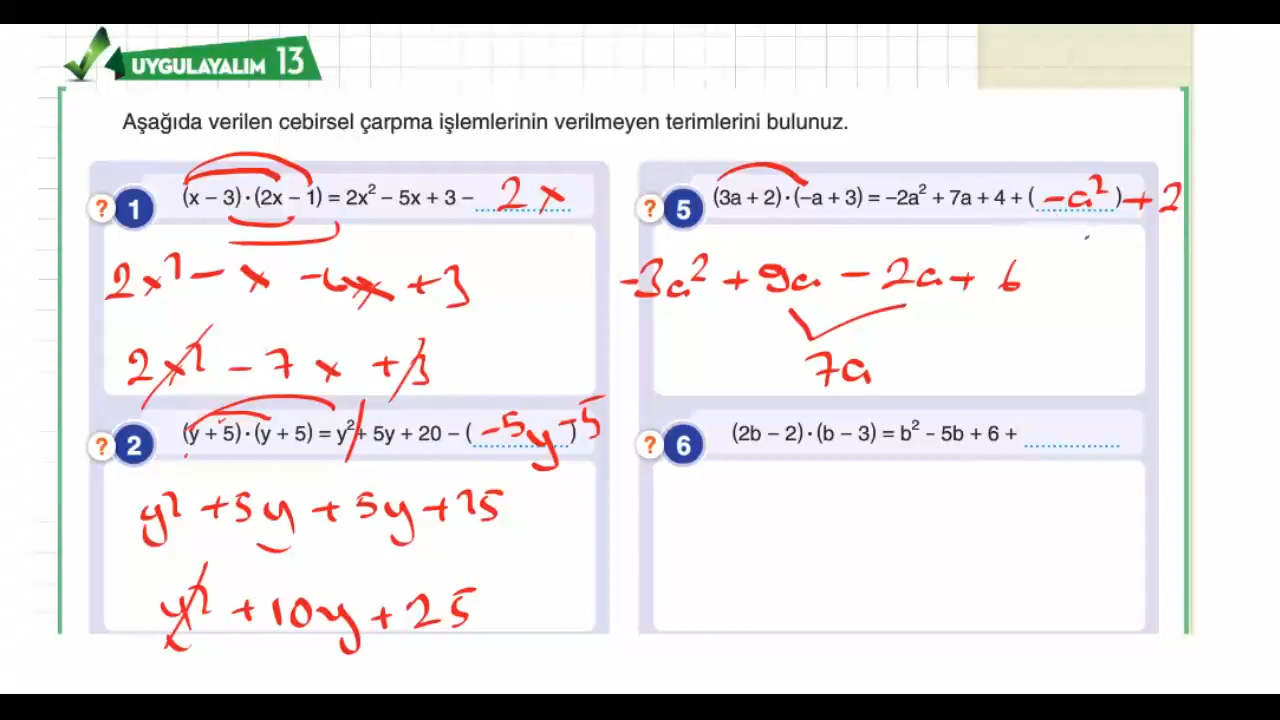 UYGULAYALIM 13
Aşağıda verilen cebirsel çarpma işlemlerinin verilmeyen terimlerini bulunuz.
? 1 (x – 3)·(2x – 1) = 2x² – 5x + 3 – 2x
2x² – x – 6x + 3
2x² – 7x + 3
? 2 (y + 5)·(y + 5) = y² + 5y + 20 – (–5y–5)
y² + 5y + 5y + 25
y² + 10y + 25
? 5 (3a + 2)·(–a + 3) = –2a² + 7a + 4 + (–a²) + 2
–3a² + 9a – 2a + 6
7a
? 6 (2b – 2)·(b – 3) = b² - 5b + 6 + ..............